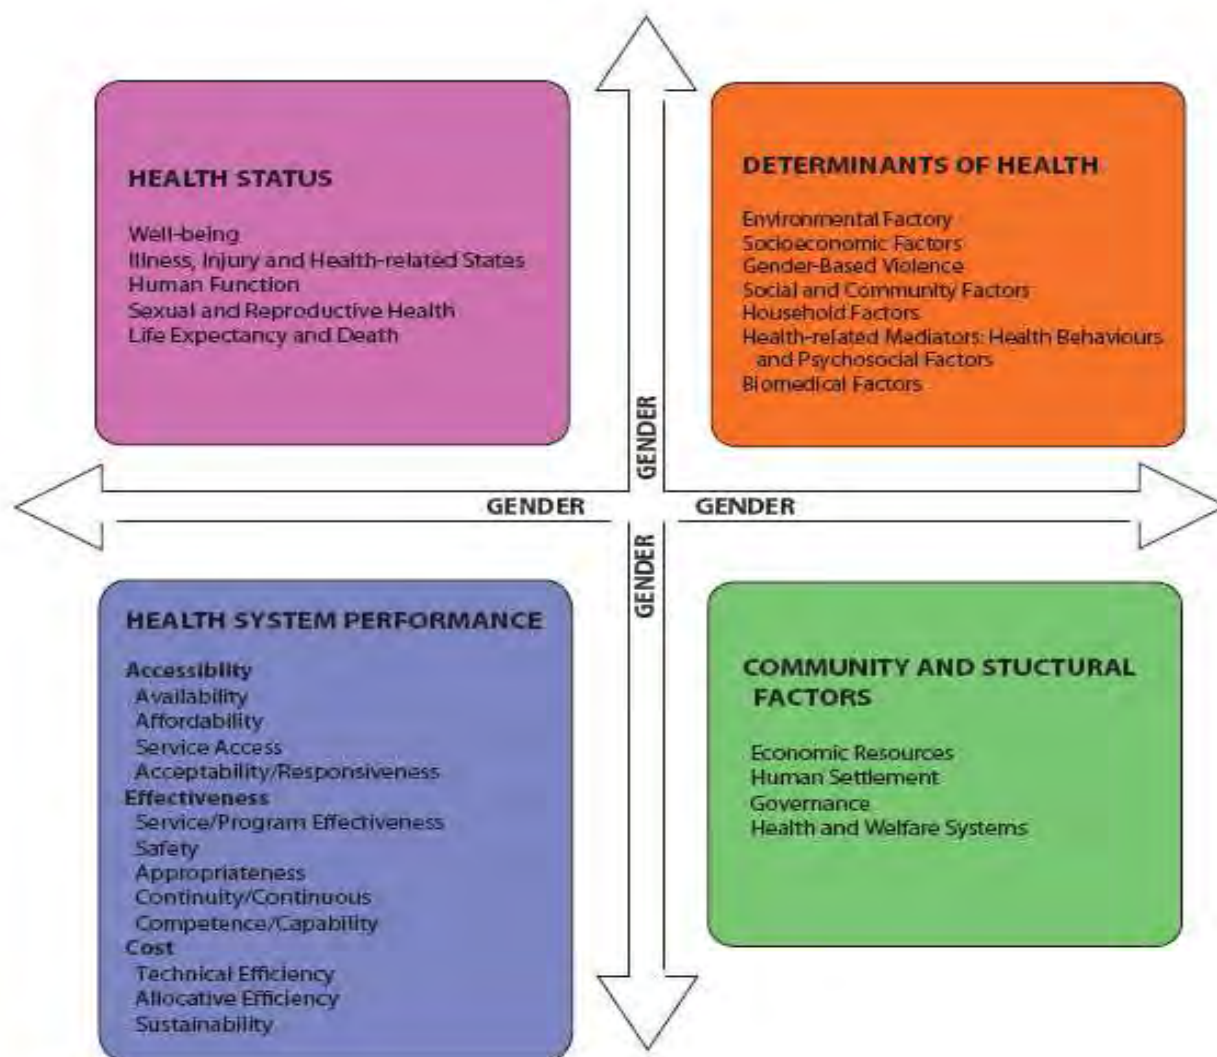 HEALTH STATUS
Well-being
Illness, Injury and Health-related States
Human Function
Sexual and Reproductive Health
Life Expectancy and Death
DETERMINANTS OF HEALTH
Environmental Factory
Socioeconomic Factors
Gender-Based Violence
Social and Community Factors
Household Factors
Health-related Mediators: Health Behaviours
and Psychosocial Factors
Biomedical Factors
GENDER
GENDER
GENDER
GENDER
HEALTH SYSTEM PERFORMANCE
Accessiblity
Availability
Affordability
Service Access
Acceptability/Responsiveness
Effectiveness
Service/Program Effectiveness
Safety
Appropriateness
Continuity/Continuous
Competence/Capability
Cost
Technical Efficiency
Allocative Efficiency
Sustainability
COMMUNITY AND STUCTURAL
FACTORS
Economic Resources
Human Settlement
Governance
Health and Welfare Systems